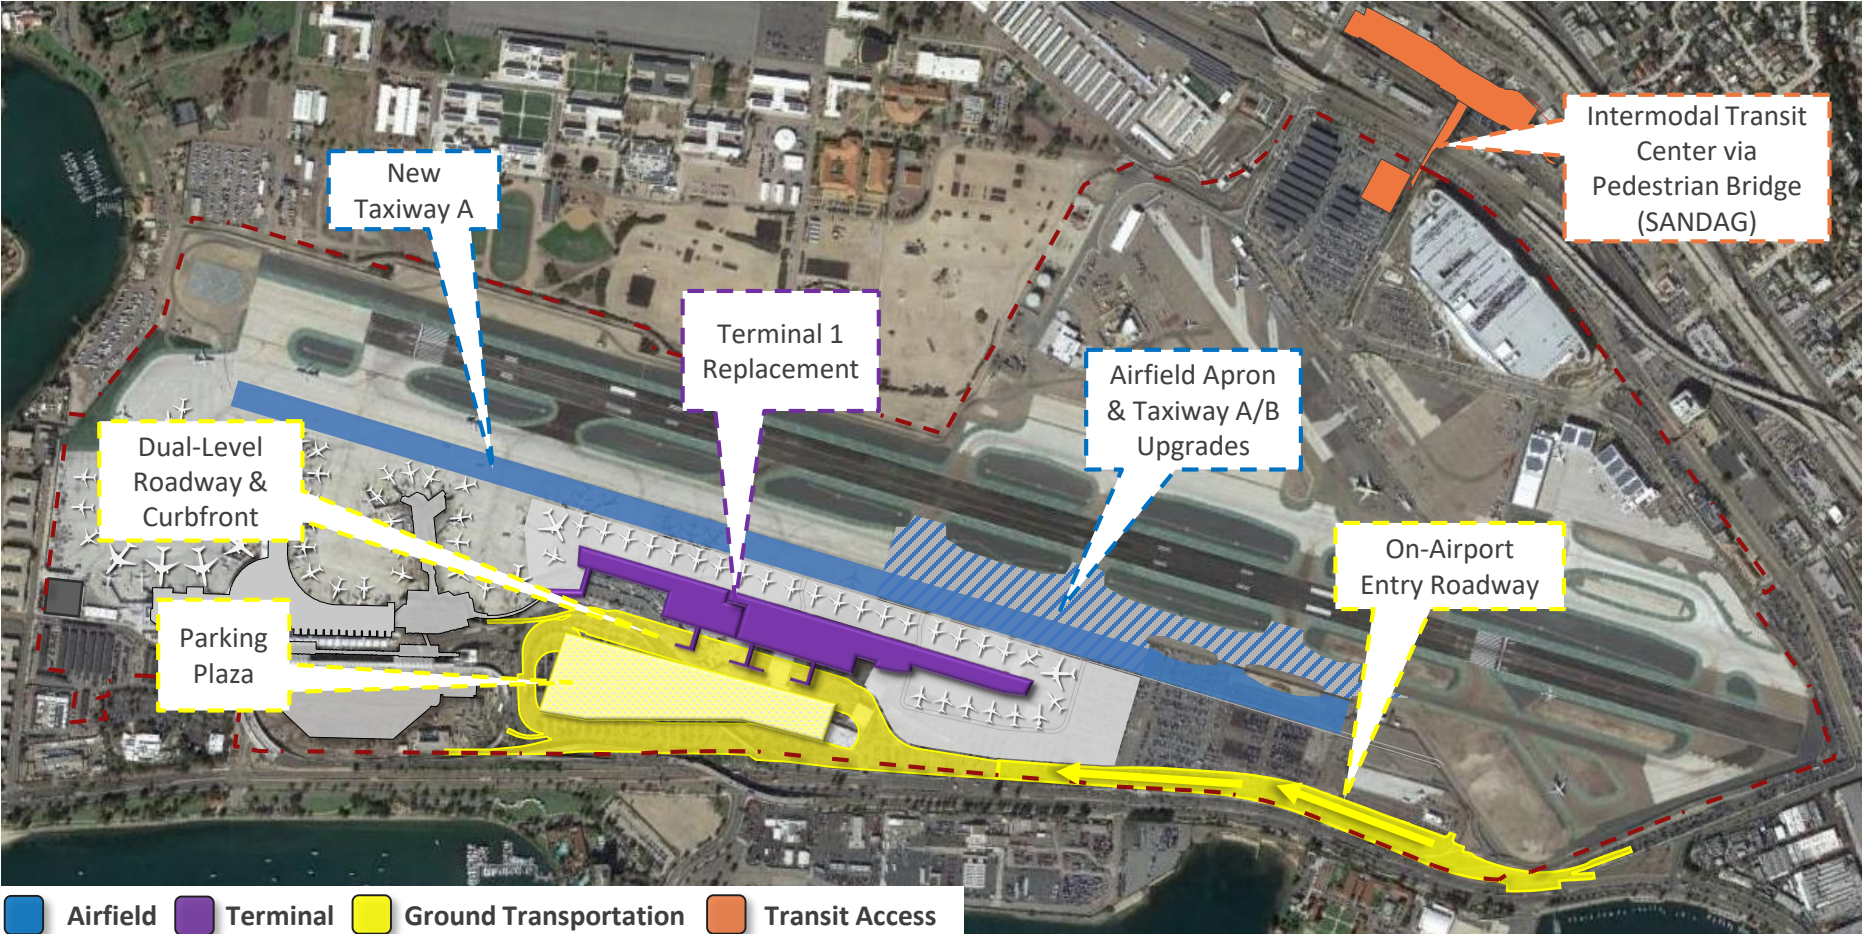 New
Taxiway A
Terminal 1
Replacement
Intermodal Transit
Center via
Pedestrian Bridge
(SANDAG)
Airfield Apron
& Taxiway A/B
Upgrades
Dual-Level
Roadway &
Curbfront
On-Airport
Entry Roadway
Parking
Plaza
Airfield
Terminal
Ground Transportation
Transit Access